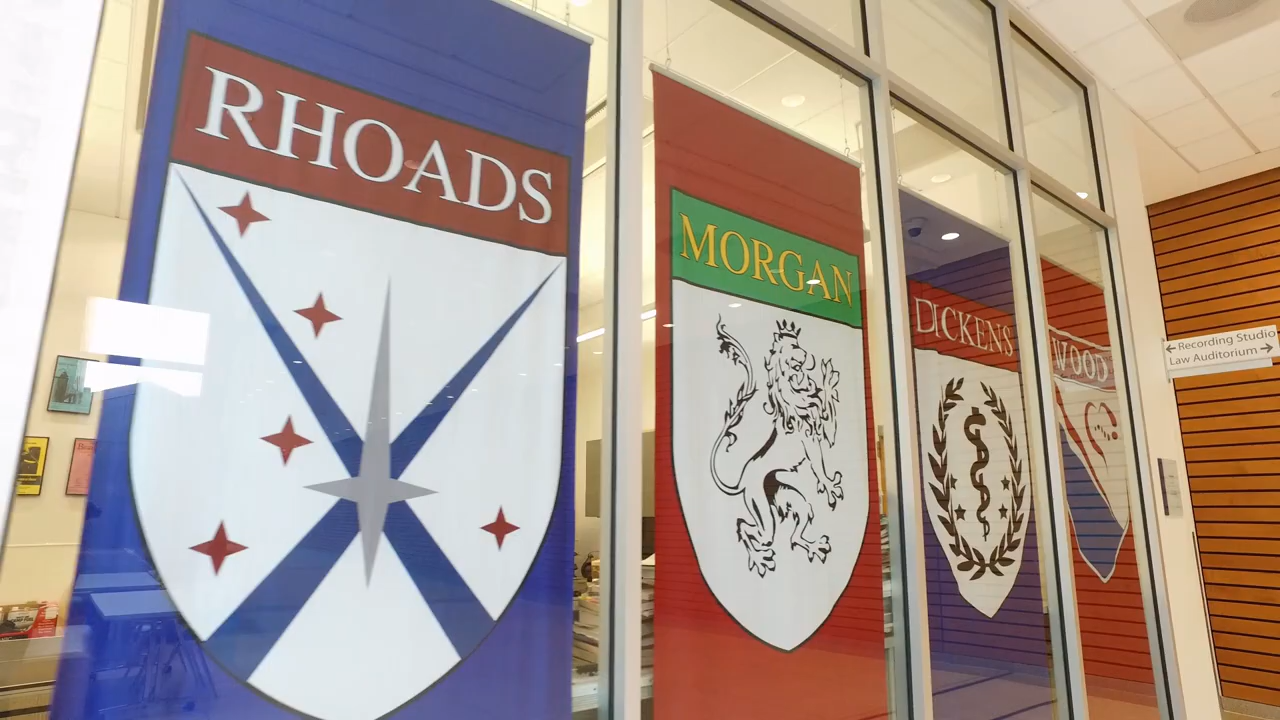 RHOADS
MORGAN
DICKENS
WOOD
← Recording Studio
Law Auditorium →